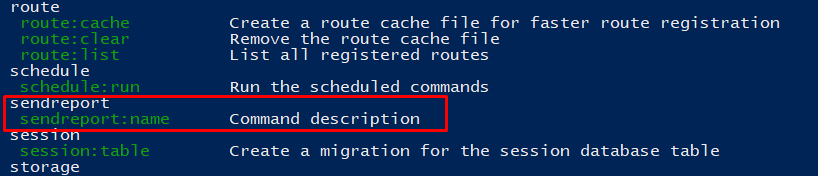 route
route:cache Create a route cache file for faster route registration
route:clear Remove the route cache file
route:list List all registered routes
schedule
schedule:run Run the scheduled commands
sendreport
sendreport:name Command description
session
session:table Create a migration for the session database table
storage